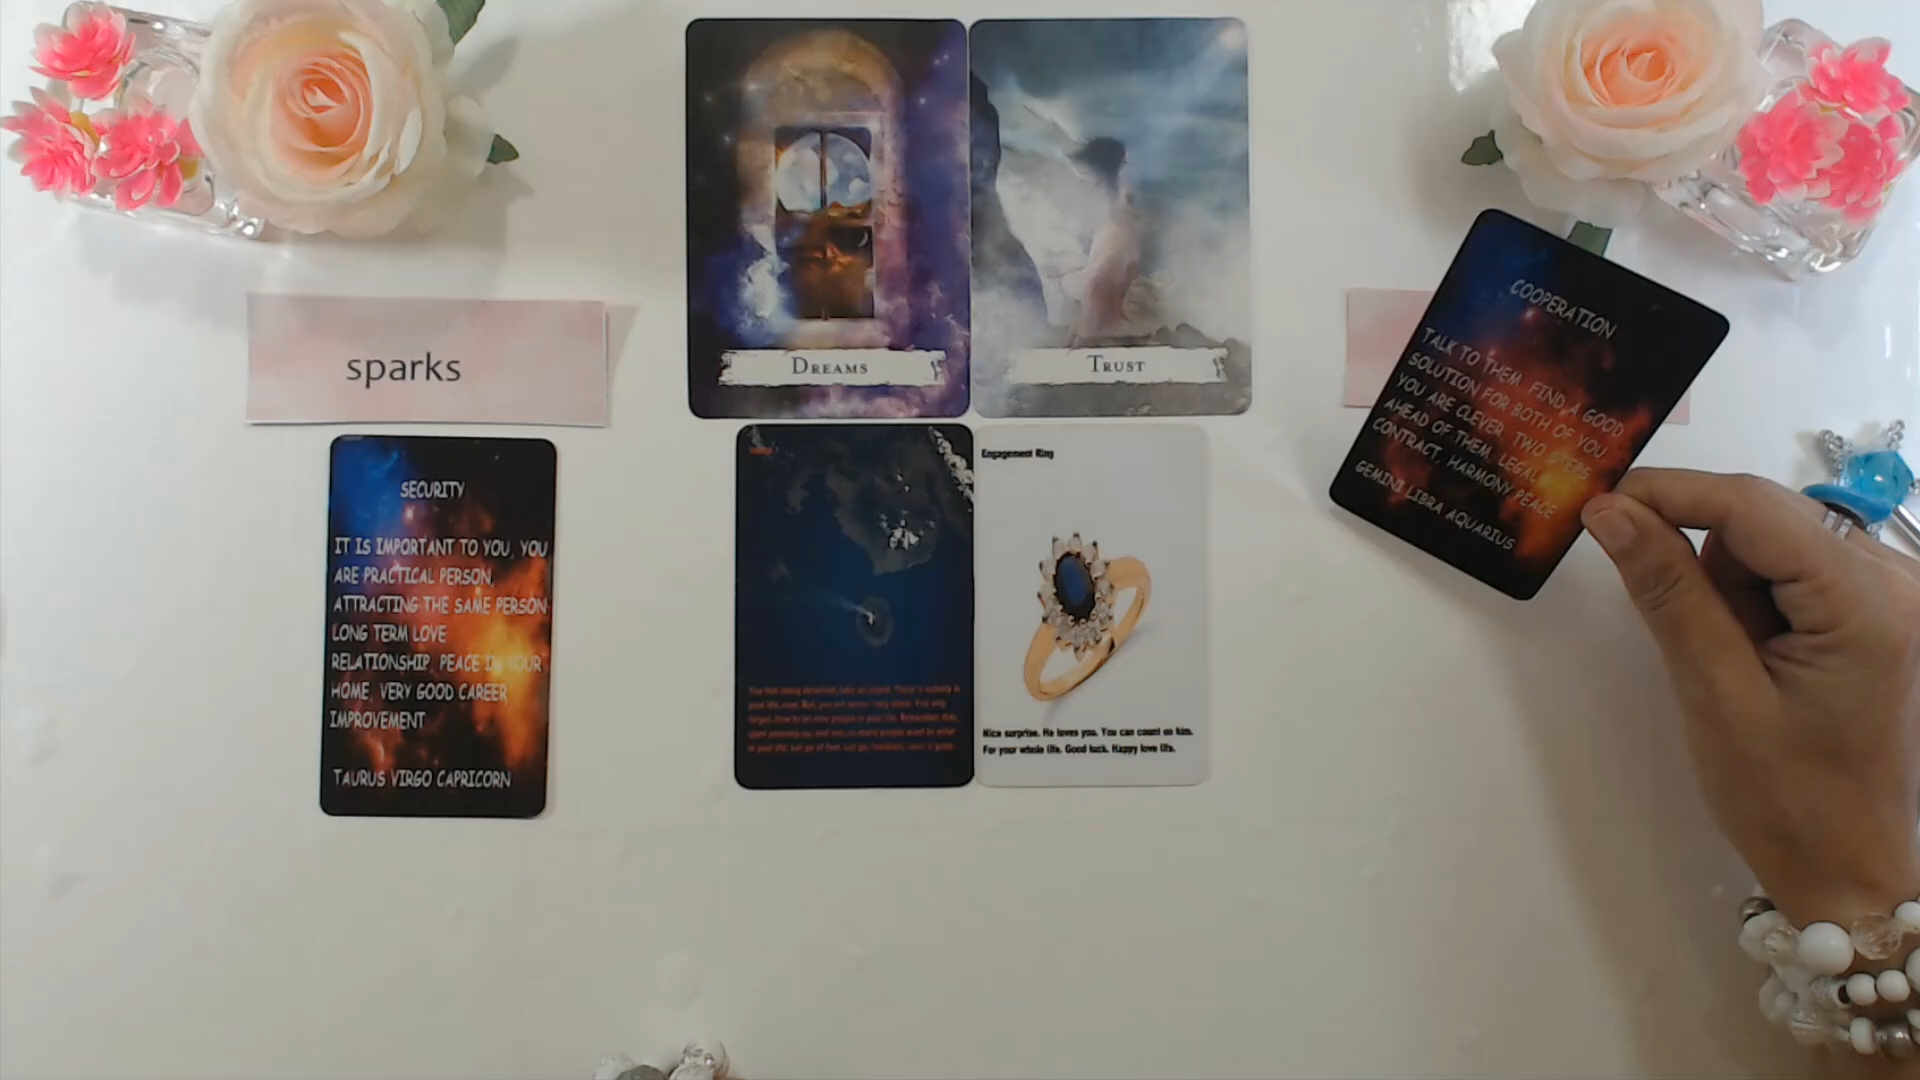 DREAMS
TRUST
sparks
SECURITY
IT IS IMPORTANT TO YOU, YOU
ARE PRACTICAL PERSON,
ATTRACTING THE SAME PERSON
LONG TERM LOVE
RELATIONSHIP, PEACE IN YOUR
HOME, VERY GOOD CAREER,
IMPROVEMENT
TAURUS VIRGO CAPRICORN
Engagement Ring
Nice surprise. He loves you. You can count on him.
For your whole life. Good luck. Happy love life.
COOPERATION
TALK TO THEM, FIND A GOOD
SOLUTION FOR BOTH OF YOU
YOU ARE CLEVER, TWO STEPS
AHEAD OF THEM, LEGAL
CONTRACT, HARMONY PEACE
GEMINI LIBRA AQUARIUS